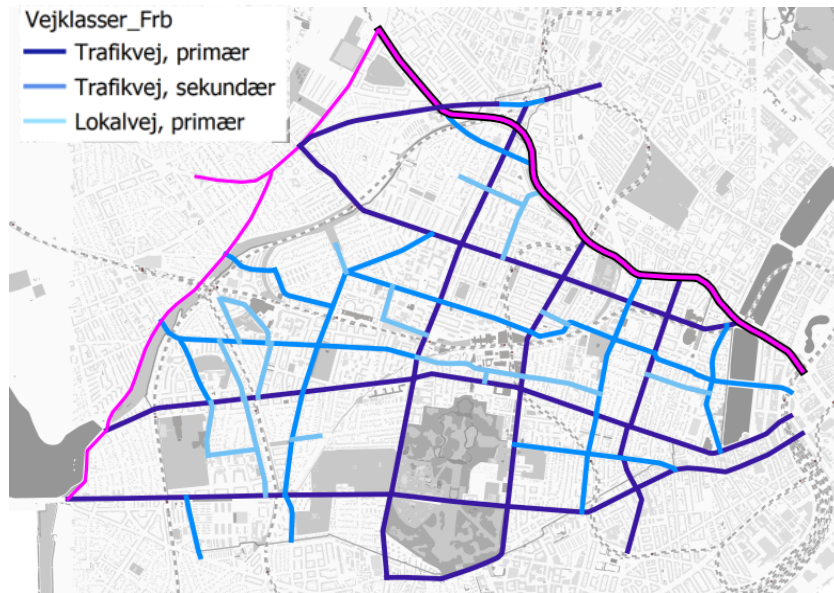 Vejklasser_Frb
Trafikvej, primær
Trafikvej, sekundær
Lokalvej, primær